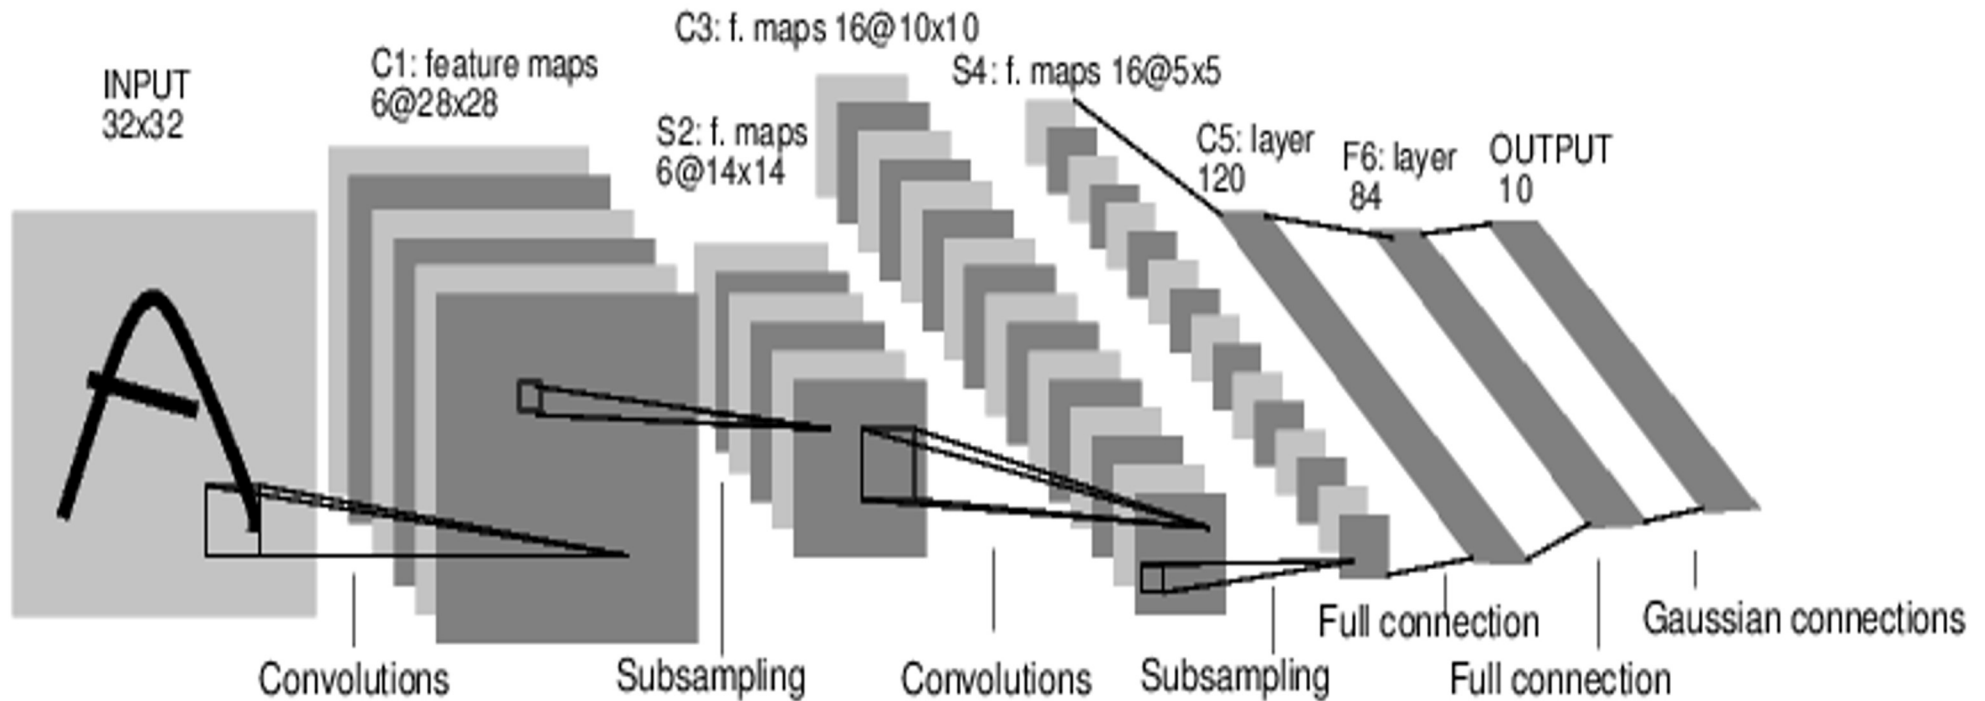 INPUT
32x32
C1: feature maps
6@28x28
S2: f. maps
6@14x14
C3: f. maps 16@10x10
S4: f. maps 16@5x5
C5: layer
120
F6: layer
84
OUTPUT
10
A
Convolutions
Subsampling
Convolutions
Subsampling
Full connection
Full connection
Gaussian connections